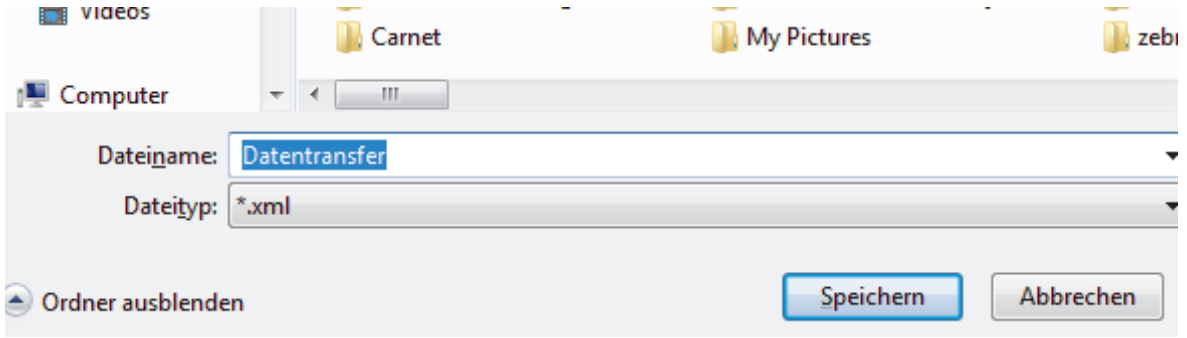 Videos
Carnet
My Pictures
Computer
Dateiname: Datentransfer
Dateityp: *.xml
Ordner ausblenden
Speichern
Abbrechen